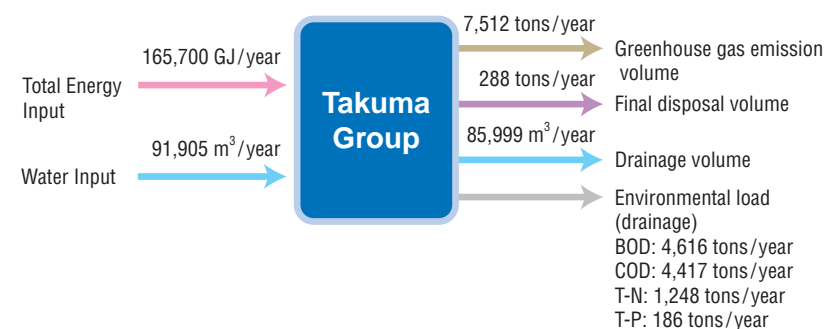 165,700 GJ/year
Total Energy
Input
91,905 m³/year
Water Input
Takuma
Group
7,512 tons/year
Greenhouse gas emission
volume
288 tons/year
Final disposal volume
85,999 m³/year
Drainage volume
Environmental load
(drainage)
BOD: 4,616 tons/year
COD: 4,417 tons/year
T-N: 1,248 tons/year
T-P: 186 tons/year